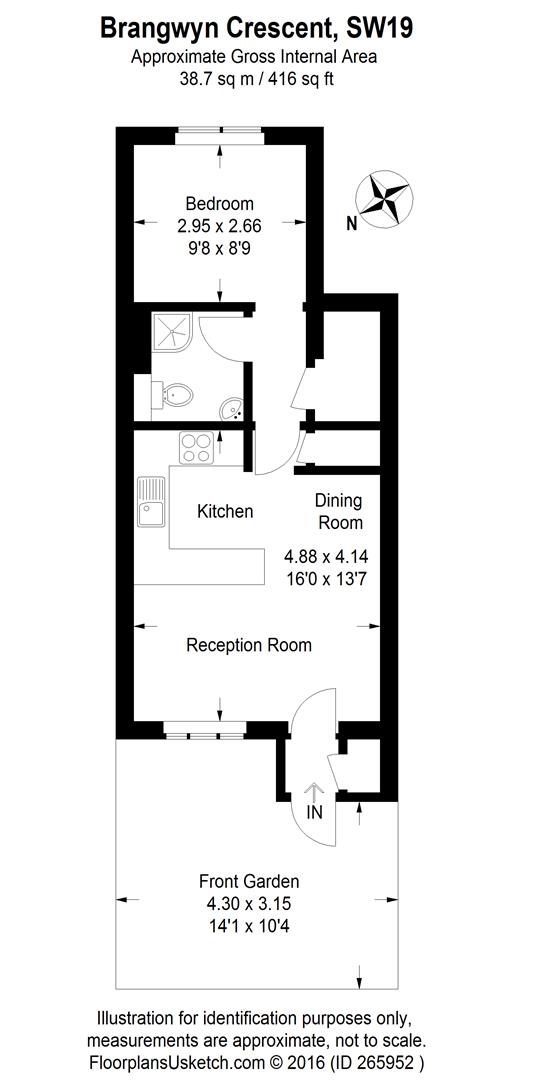 Brangwyn Crescent, SW19
Approximate Gross Internal Area
38.7 sq m / 416 sq ft
Bedroom
2.95 x 2.66
9'8 x 8'9
N
Kitchen
Dining
Room
4.88 x 4.14
16'0 x 13'7
Reception Room
IN
Front Garden
4.30 x 3.15
14'1 x 10'4
Illustration for identification purposes only,
measurements are approximate, not to scale.
FloorplansUsketch.com © 2016 (ID 265952 )